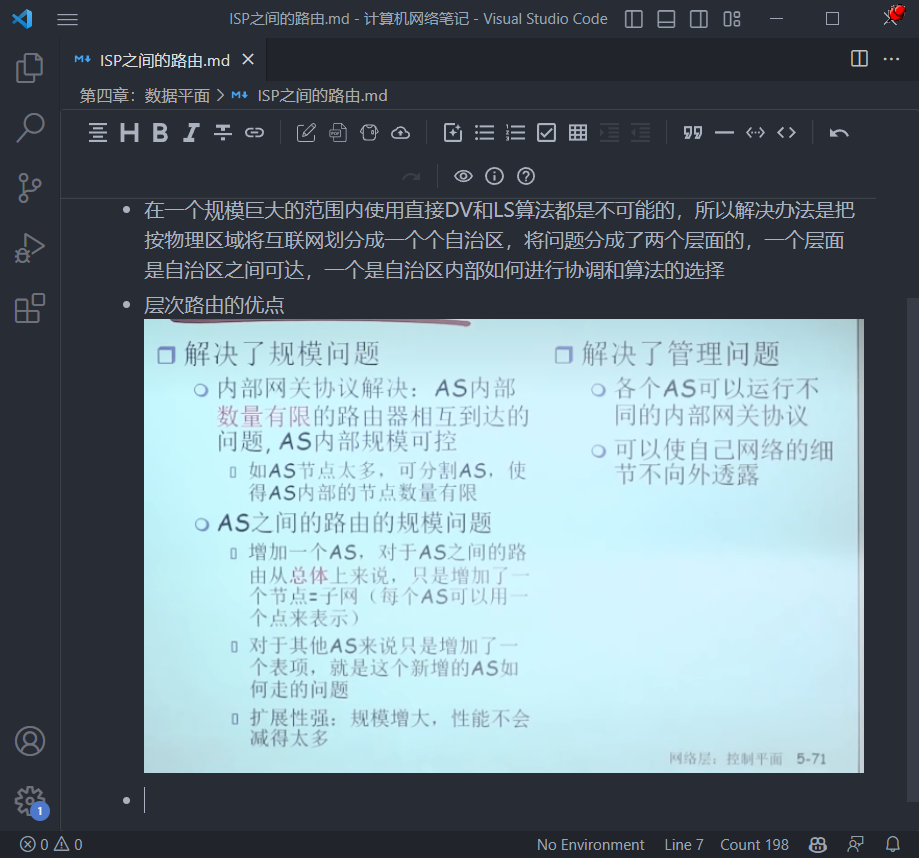 ISP之间的路由.md - 计算机网络笔记 - Visual Studio Code
ISP之间的路由.md
第四章：数据平面 > ISP之间的路由.md
H B I
在一个规模巨大的范围内使用直接DV和LS算法都是不可能的，所以解决办法是把
按物理区域将互联网划分成一个个自治区，将问题分成了两个层面的，一个层面
是自治区之间可达，一个是自治区内部如何进行协调和算法的选择
层次路由的优点
解决了规模问题
内部网关协议解决：AS内部
数量有限的路由器相互到达的
问题, AS内部规模可控
如AS节点太多，可分割AS，使
得AS内部的节点数量有限
AS之间的路由的规模问题
增加一个AS，对于AS之间的路
由从总体上来说，只是增加了一
个节点=子网（每个AS可以用一
个点来表示）
对于其他AS来说只是增加了一
个表项，就是这个新增的AS如
何走的问题
扩展性强：规模增大，性能不会
减得太多
解决了管理问题
各个AS可以运行不
同的内部网关协议
可以使自己网络的细
节不向外透露
网络层：控制平面 5-71
1
0 0
No Environment
Line 7
Count 198